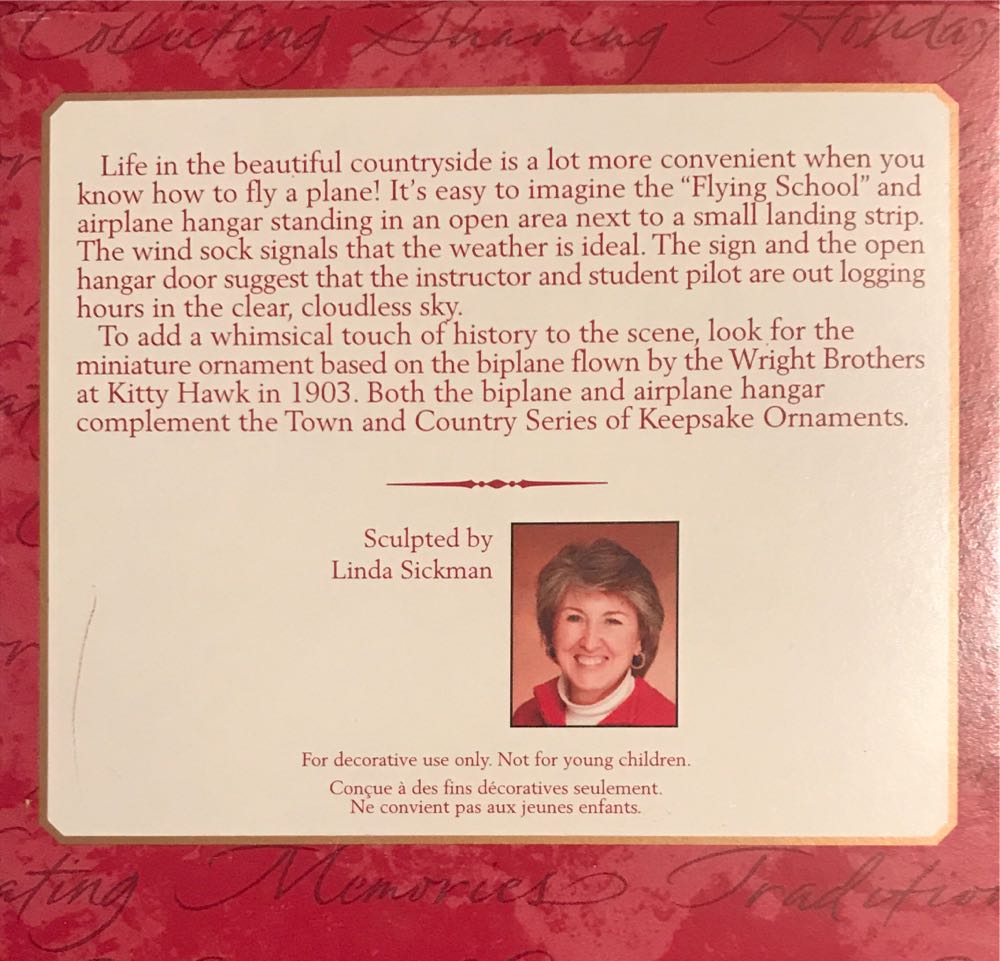 Collecting Sharing Holiday
Life in the beautiful countryside is a lot more convenient when you
know how to fly a plane! It's easy to imagine the “Flying School” and
airplane hangar standing in an open area next to a small landing strip.
The wind sock signals that the weather is ideal. The sign and the open
hangar door suggest that the instructor and student pilot are out logging
hours in the clear, cloudless sky.
To add a whimsical touch of history to the scene, look for the
miniature ornament based on the biplane flown by the Wright Brothers
at Kitty Hawk in 1903. Both the biplane and airplane hangar
complement the Town and Country Series of Keepsake Ornaments.
Sculpted by
Linda Sickman
For decorative use only. Not for young children.
Conçue à des fins décoratives seulement.
Ne convient pas aux jeunes enfants.
ating Memories Tradition